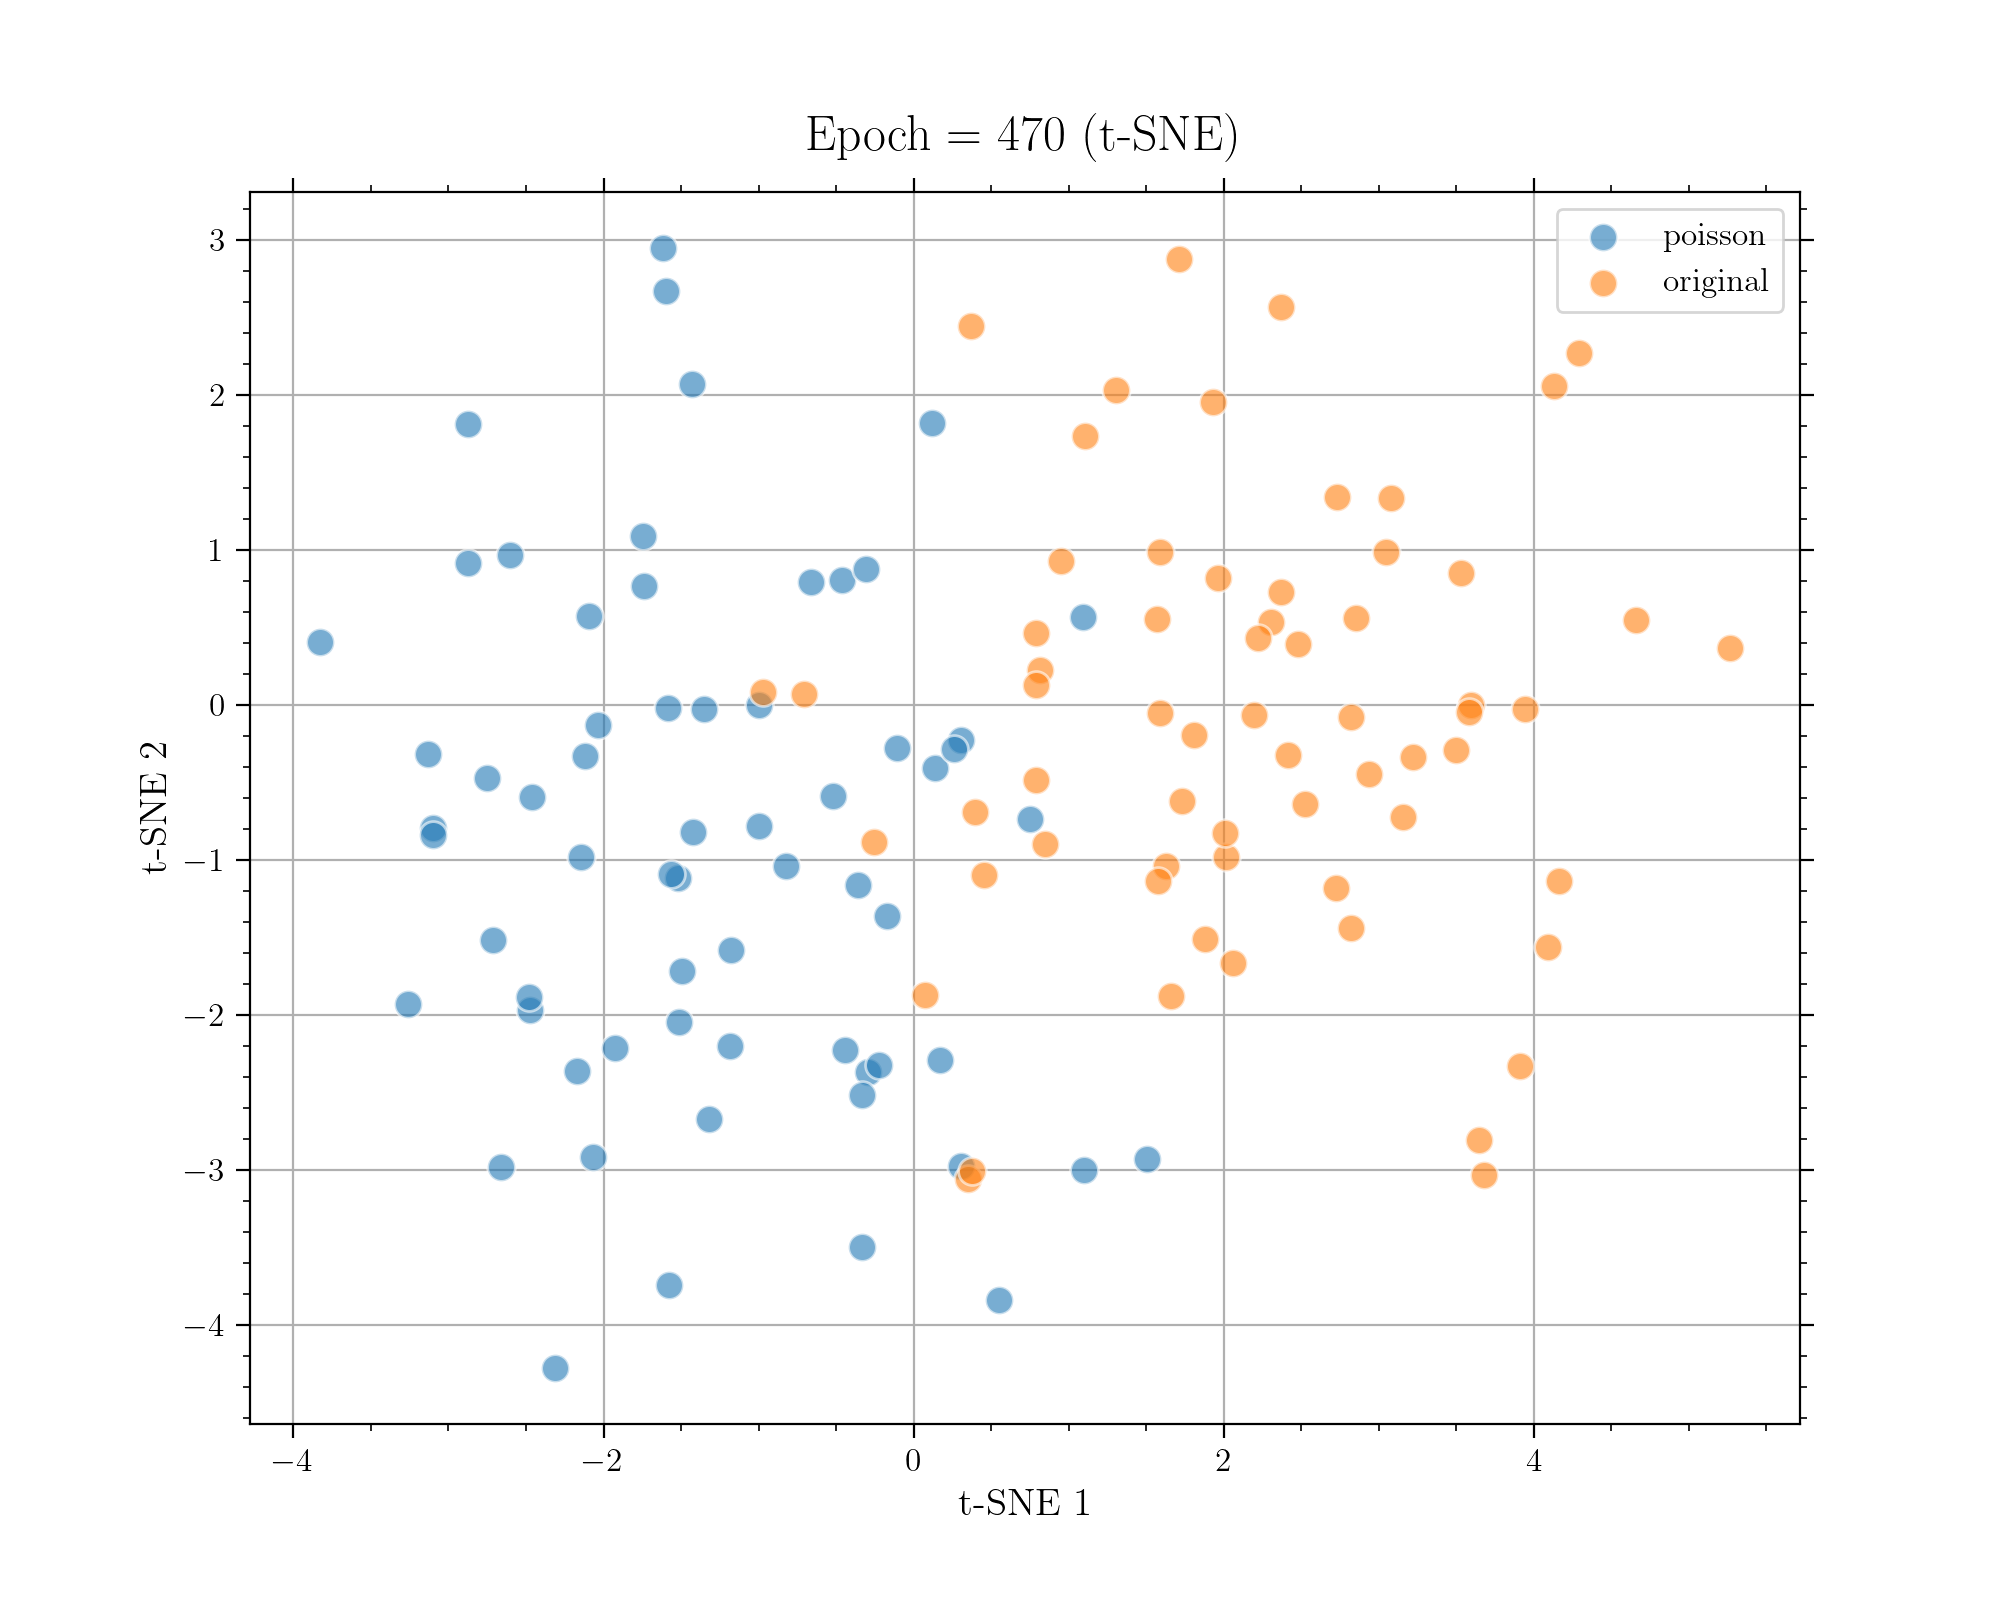 Epoch = 470 (t-SNE)
poisson
original
3
2
1
0
−1
−2
−3
−4
t-SNE 2
−4
−2
0
2
4
t-SNE 1